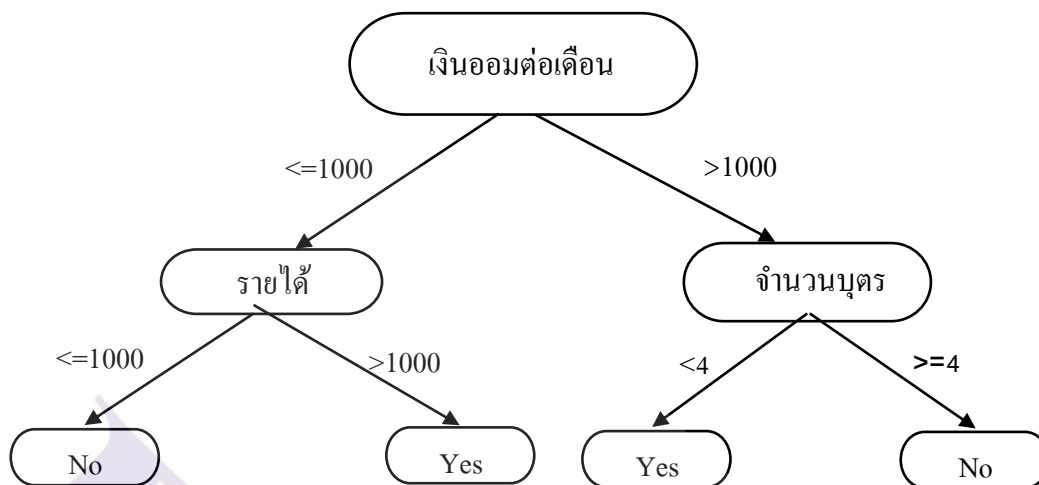 เงินออมต่อเดือน
<=1000
>1000
รายได้
จำนวนบุตร
<=1000
>1000
<4
>=4
No
Yes
Yes
No